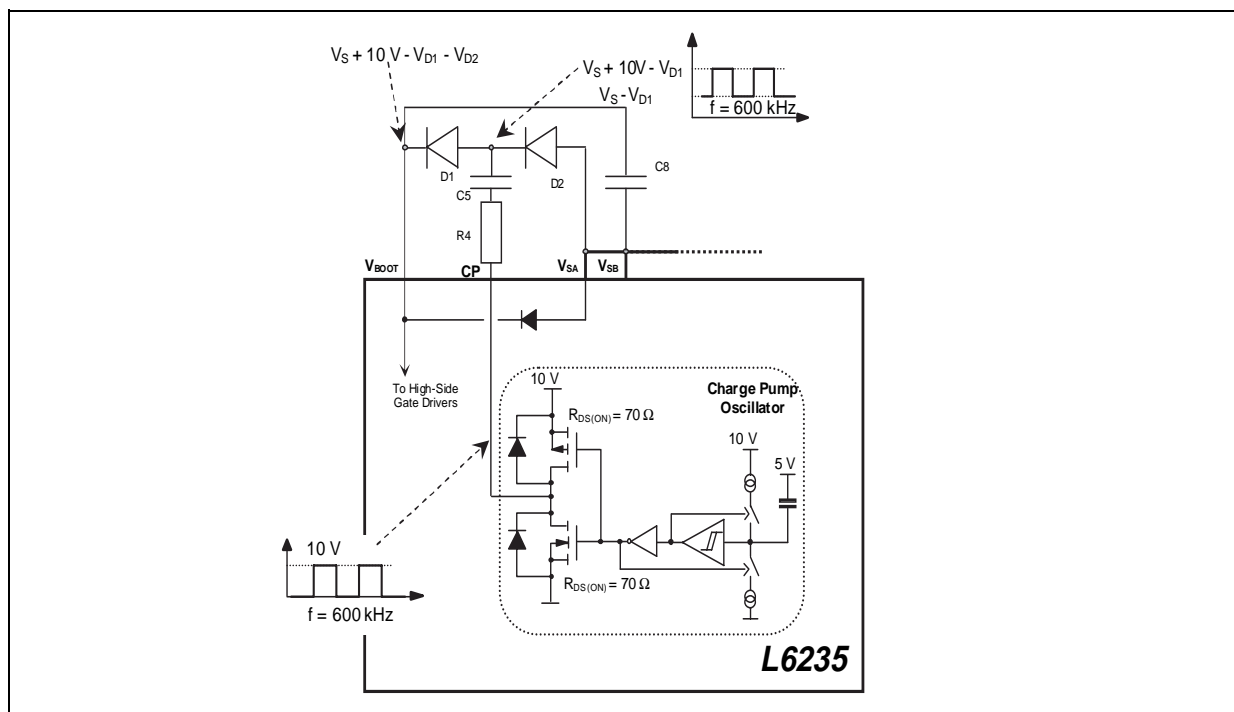 V_S + 10 V - V_D1 - V_D2
V_S + 10V - V_D1
V_S - V_D1
f = 600 kHz
D1
C5
D2
C8
R4
V_BOOT
CP
V_SA
V_SB
To High-Side
Gate Drivers
10 V
R_DS(ON) = 70 Ω
Charge Pump
Oscillator
10 V
5 V
10 V
f = 600 kHz
R_DS(ON) = 70 Ω
L6235